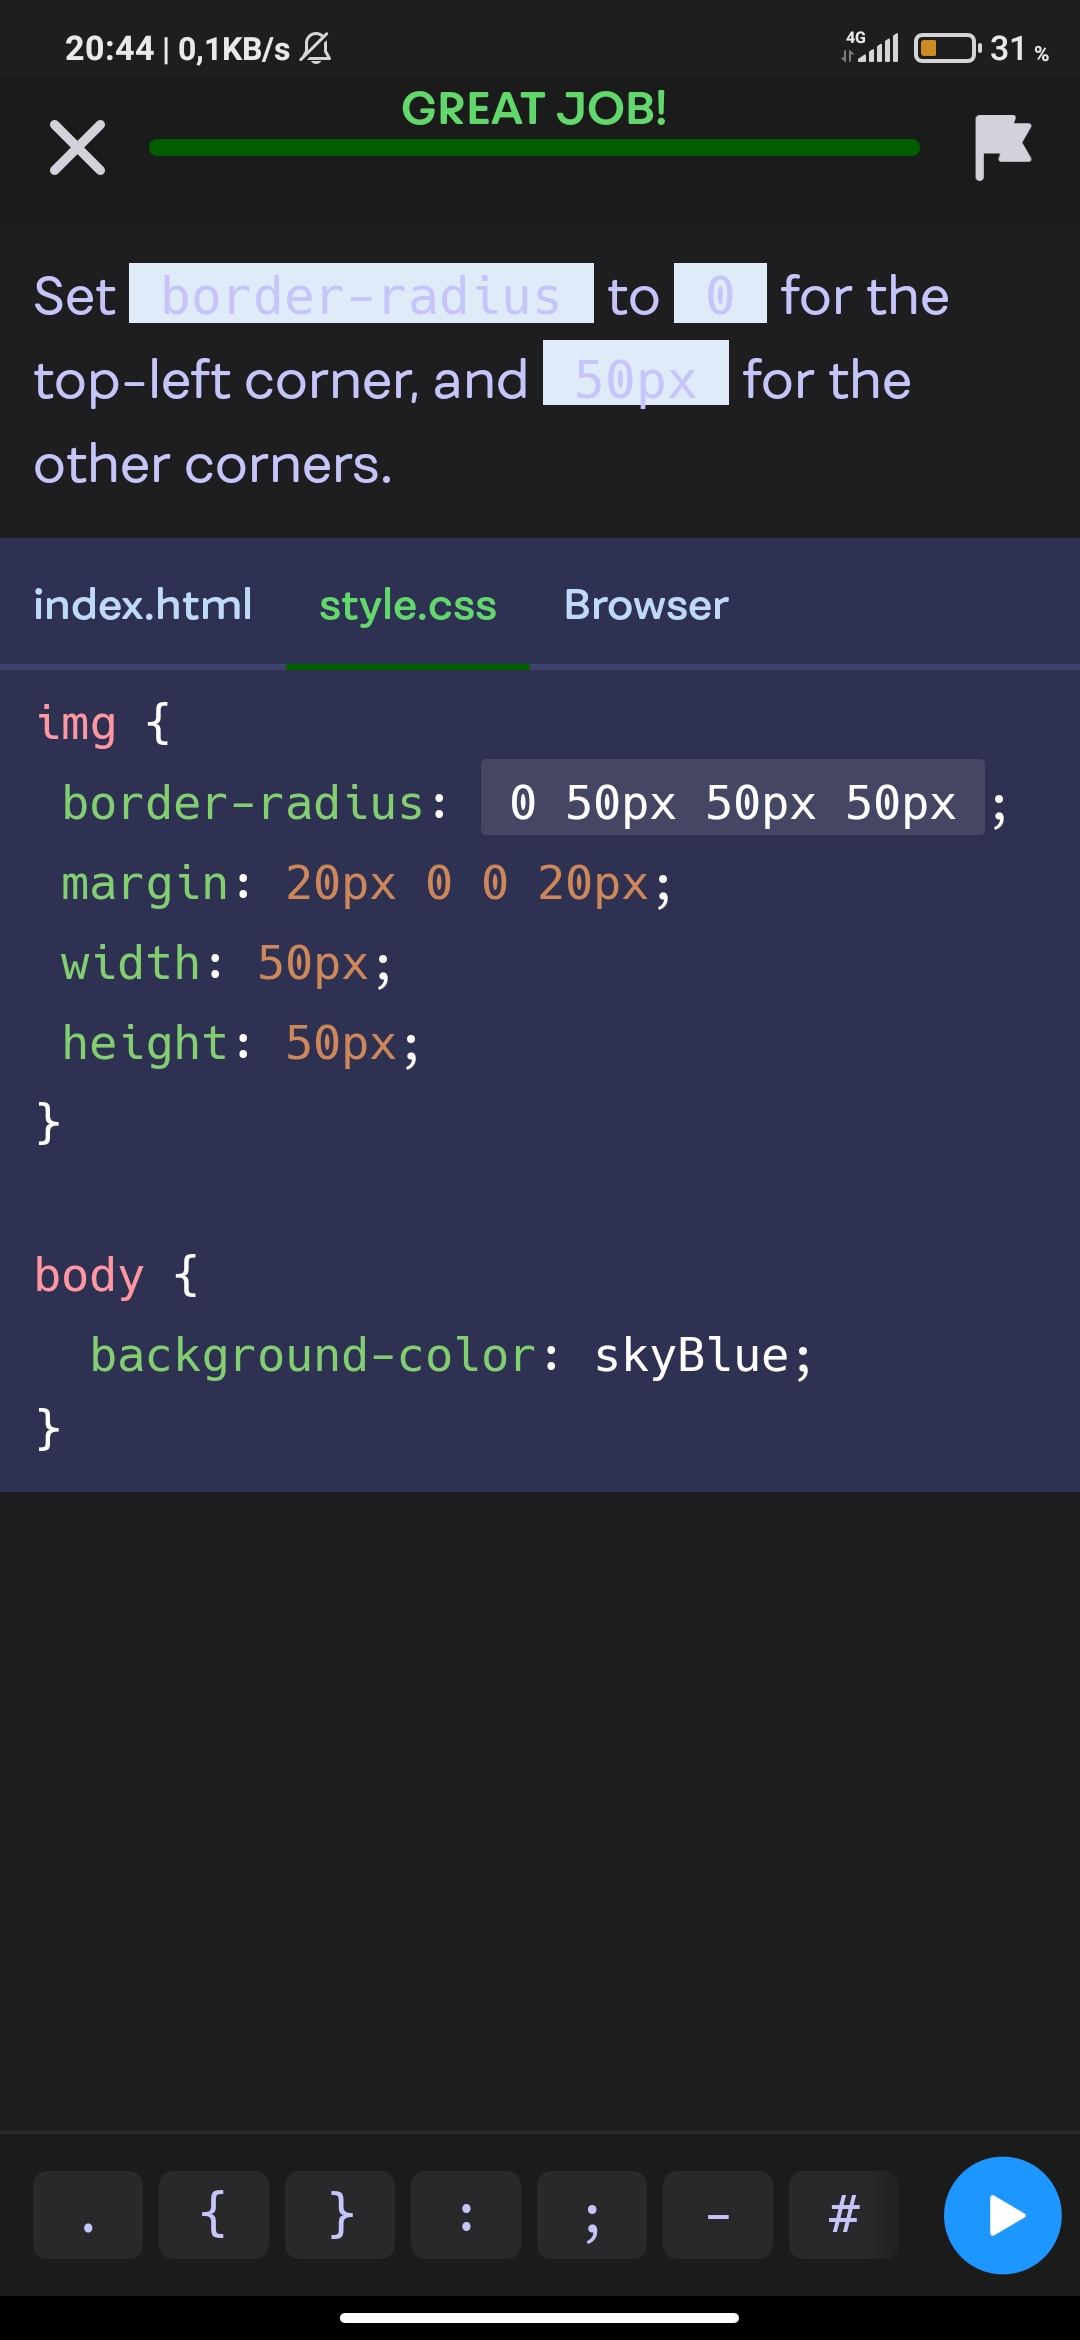 20:44 | 0,1KB/s 4G 31 %
GREAT JOB!
Set border-radius to 0 for the
top-left corner, and 50px for the
other corners.
index.html style.css Browser
img {
border-radius: 0 50px 50px 50px ;
margin: 20px 0 0 20px;
width: 50px;
height: 50px;
}
body {
background-color: skyBlue;
}
. { } : ; - #